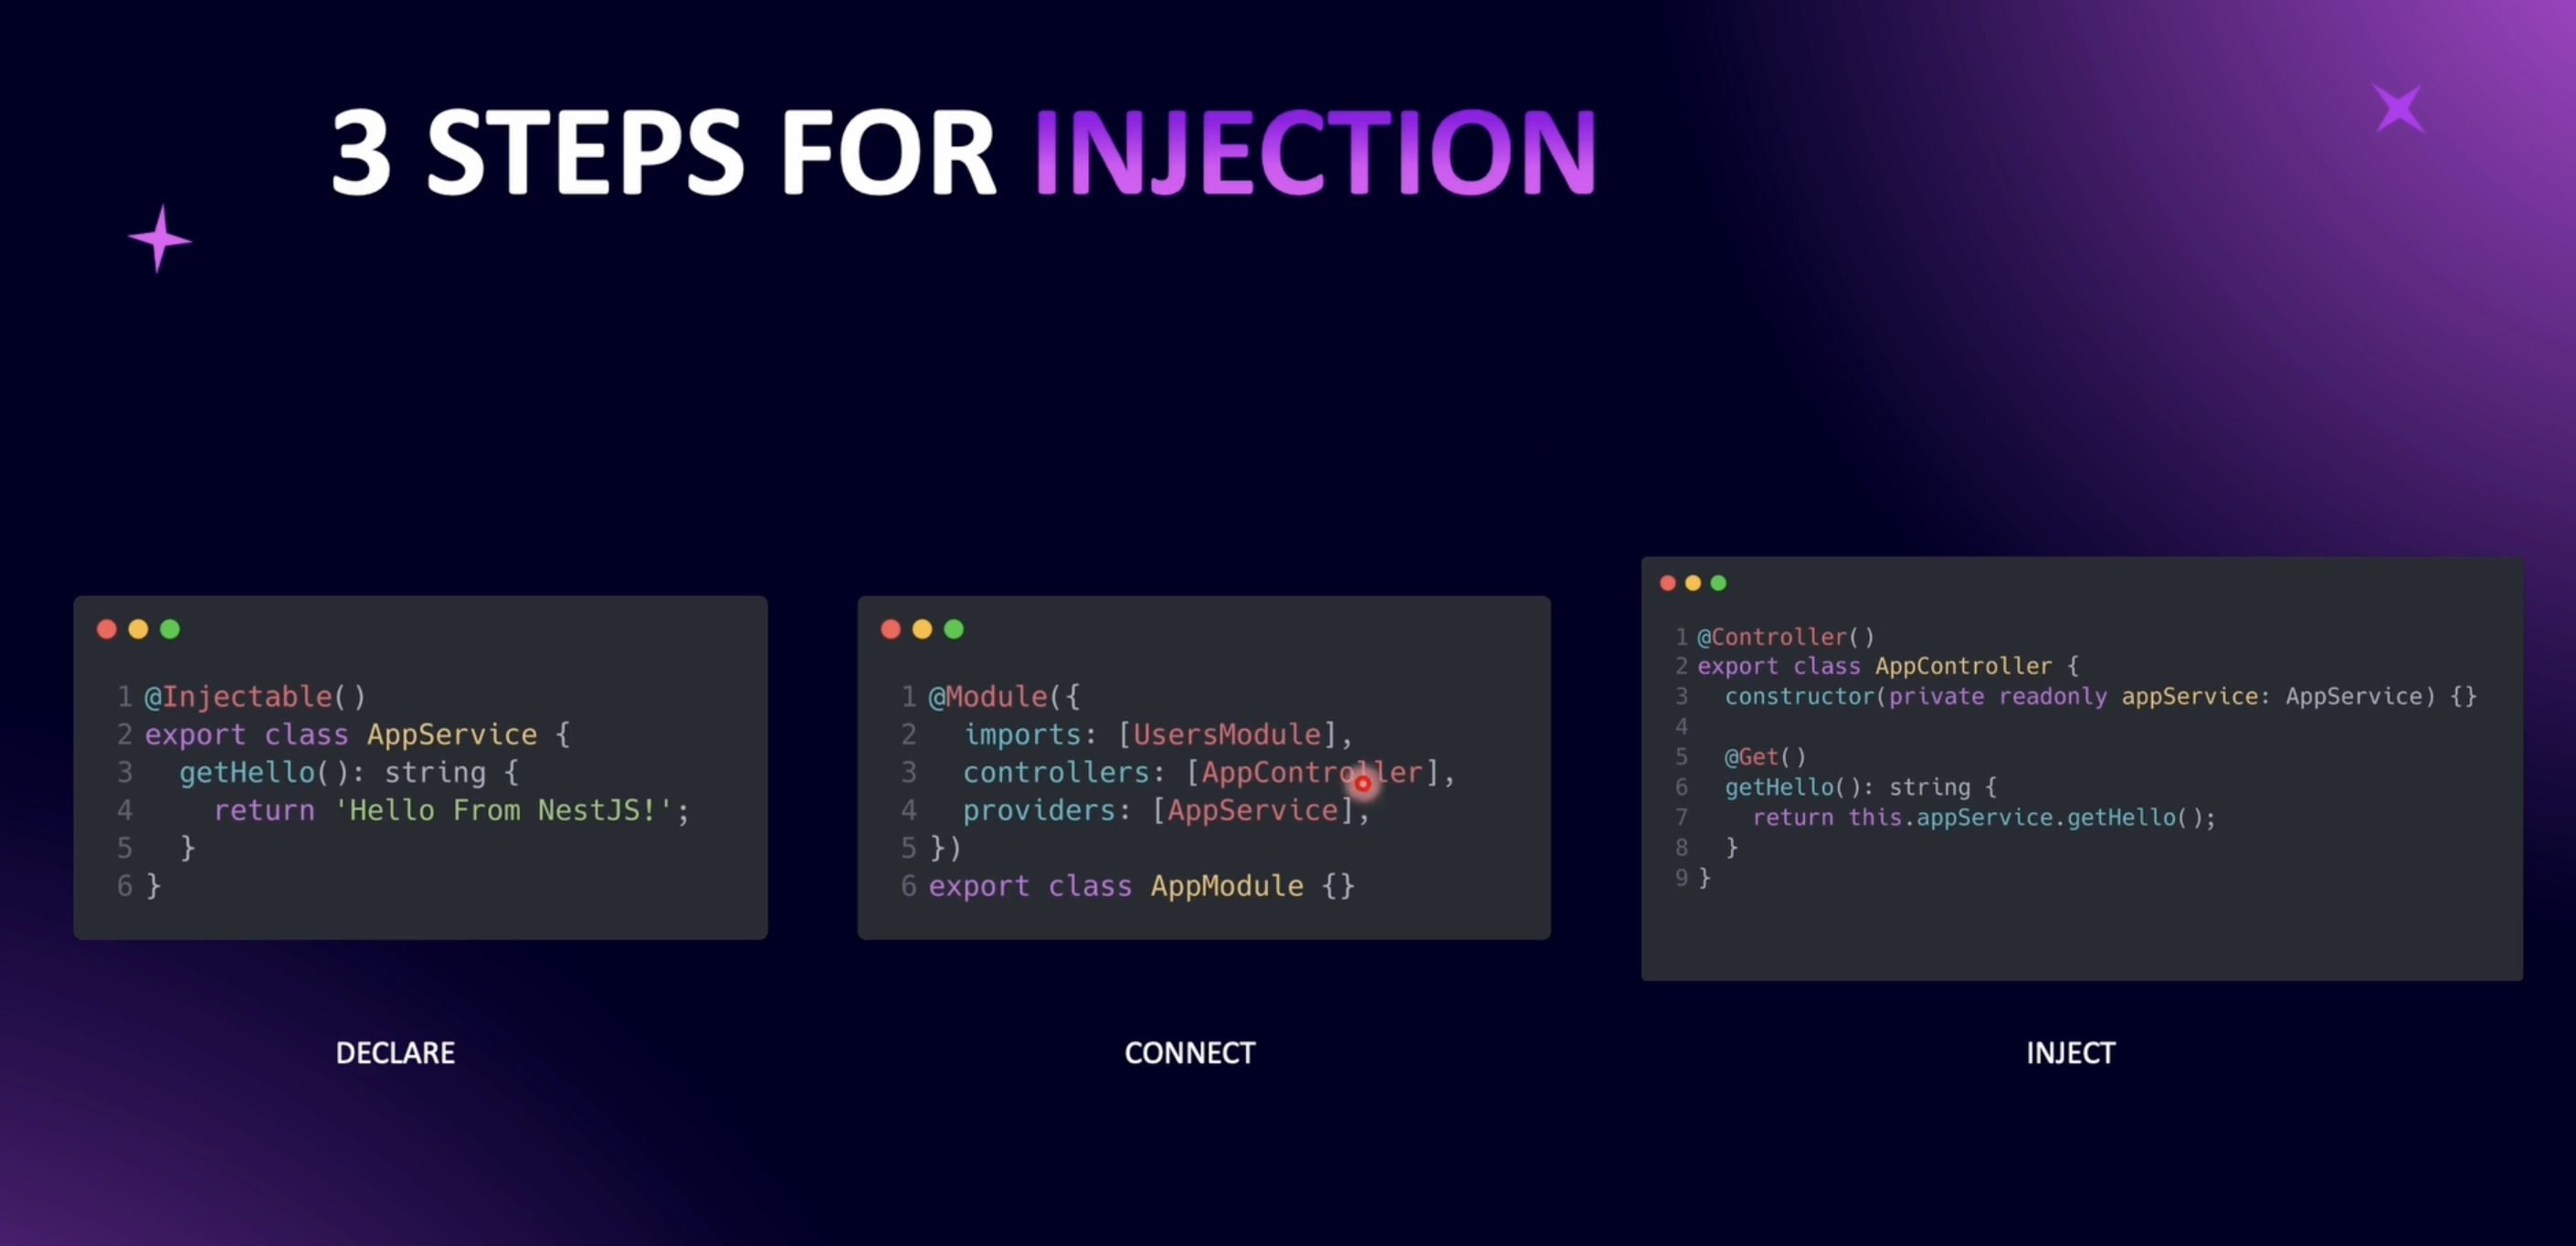 3 STEPS FOR INJECTION
1 @Injectable()
2 export class AppService {
3   getHello(): string {
4     return 'Hello From NestJS!';
5   }
6 }
DECLARE
1 @Module({
2   imports: [UsersModule],
3   controllers: [AppController],
4   providers: [AppService],
5 })
6 export class AppModule {}
CONNECT
1 @Controller()
2 export class AppController {
3   constructor(private readonly appService: AppService) {}
4
5   @Get()
6   getHello(): string {
7     return this.appService.getHello();
8   }
9 }
INJECT